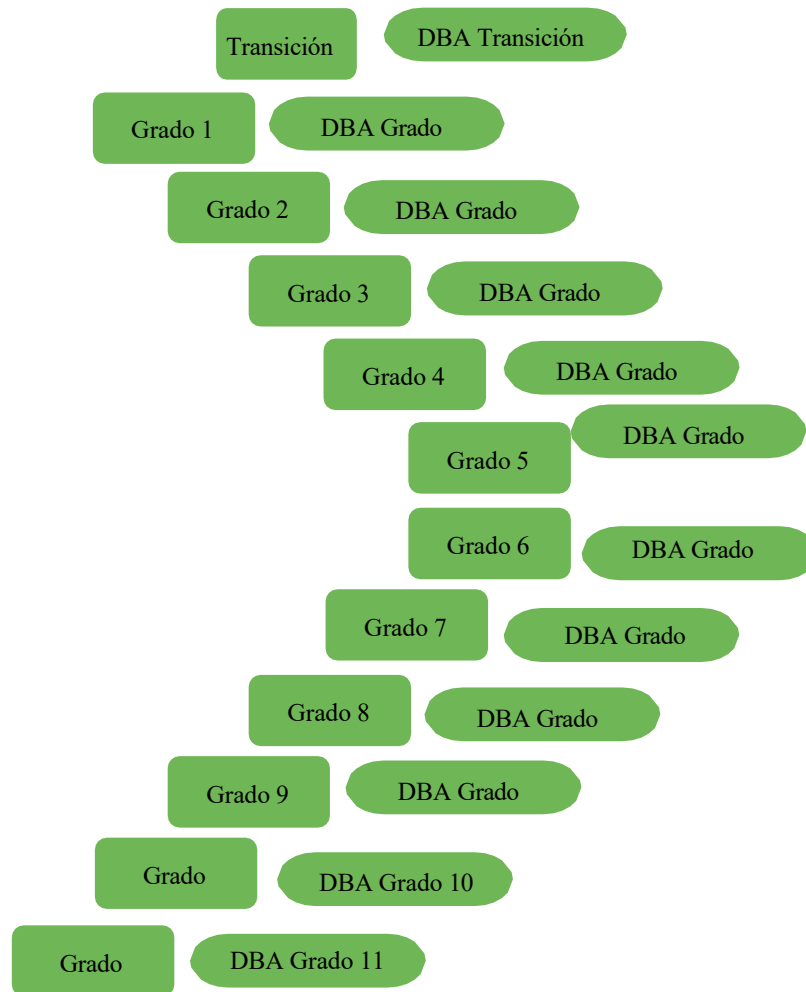 Transición
DBA Transición
Grado 1
DBA Grado
Grado 2
DBA Grado
Grado 3
DBA Grado
Grado 4
DBA Grado
Grado 5
DBA Grado
Grado 6
DBA Grado
Grado 7
DBA Grado
Grado 8
DBA Grado
Grado 9
DBA Grado
Grado
DBA Grado 10
Grado
DBA Grado 11